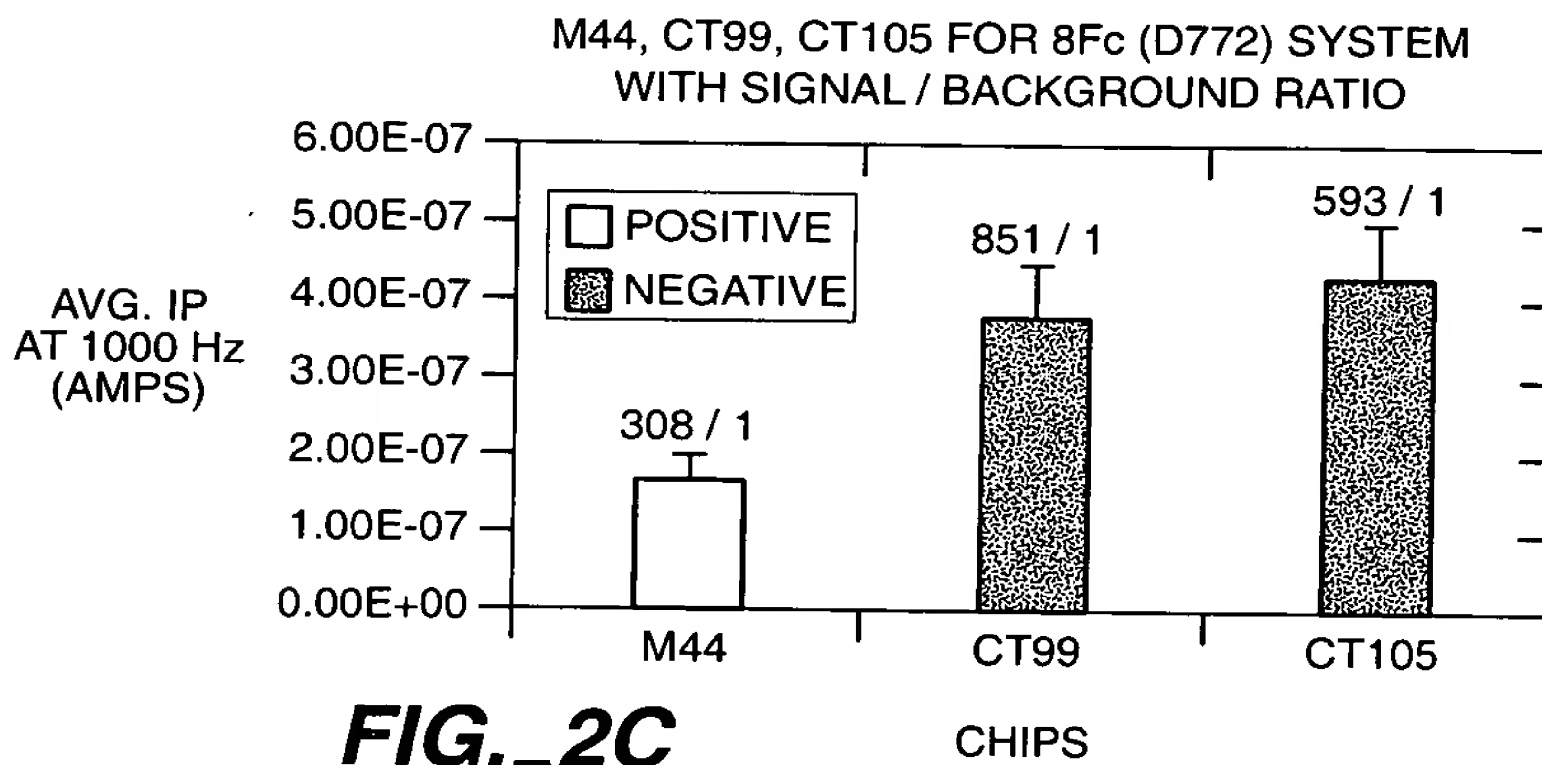 M44, CT99, CT105 FOR 8Fc (D772) SYSTEM
WITH SIGNAL / BACKGROUND RATIO
6.00E-07
5.00E-07
4.00E-07
3.00E-07
2.00E-07
1.00E-07
0.00E+00
AVG. IP
AT 1000 Hz
(AMPS)
POSITIVE
NEGATIVE
308 / 1
851 / 1
593 / 1
M44
CT99
CT105
CHIPS
FIG._2C